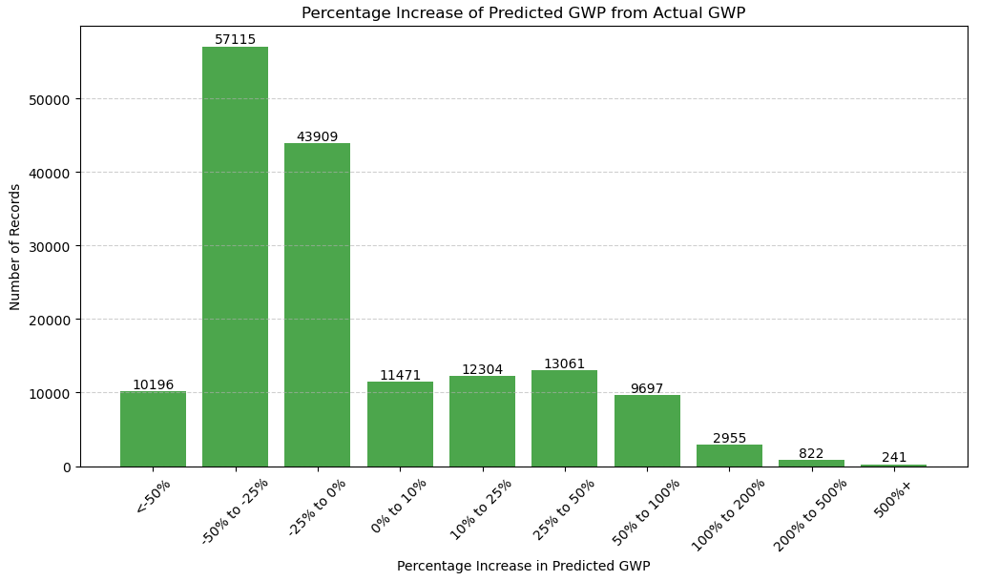 Percentage Increase of Predicted GWP from Actual GWP
57115
43909
10196
11471
12304
13061
9697
2955
822
241
50000
40000
30000
20000
10000
0
Number of Records
<-50%
-50% to -25%
-25% to 0%
0% to 10%
10% to 25%
25% to 50%
50% to 100%
100% to 200%
200% to 500%
500%+
Percentage Increase in Predicted GWP